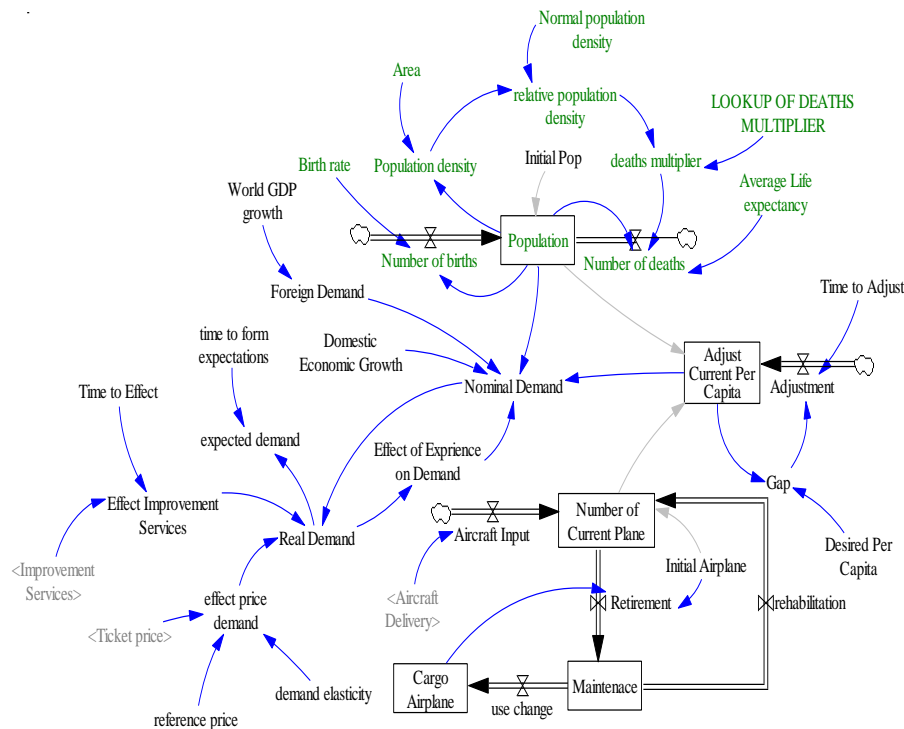 Normal population
density
Area
relative population
density
LOOKUP OF DEATHS
MULTIPLIER
Birth rate
Population density
Initial Pop
deaths multiplier
World GDP
growth
Average Life
expectancy
Population
Number of births
Number of deaths
Foreign Demand
Time to Adjust
time to form
expectations
Domestic
Economic Growth
Adjust
Current Per
Capita
Adjustment
Nominal Demand
Time to Effect
expected demand
Effect of Exprience
on Demand
Gap
Effect Improvement
Services
Real Demand
Aircraft Input
Number of
Current Plane
Desired Per
Capita
<Improvement
Services>
Initial Airplane
effect price
demand
<Aircraft
Delivery>
Retirement
rehabilitation
<Ticket price>
Cargo
Airplane
Maintenace
demand elasticity
use change
reference price